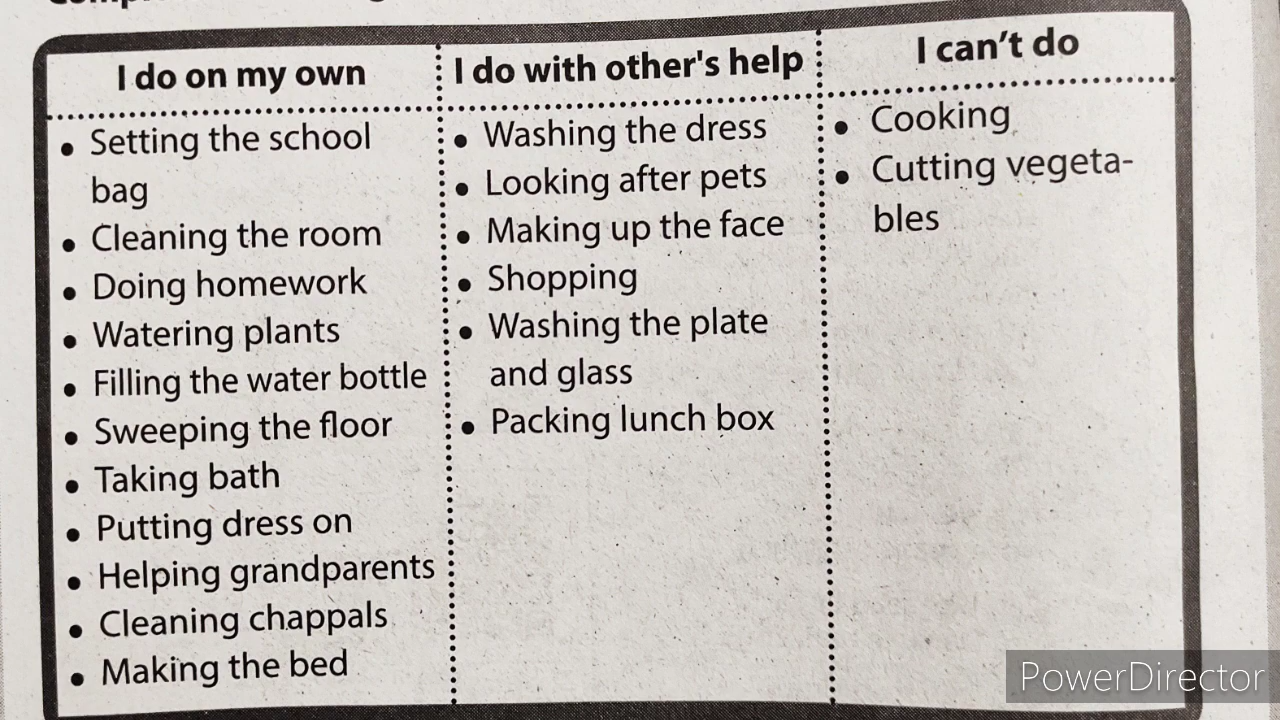 I do on my own
• Setting the school
bag
• Cleaning the room
• Doing homework
• Watering plants
• Filling the water bottle
• Sweeping the floor
• Taking bath
• Putting dress on
• Helping grandparents
• Cleaning chappals
• Making the bed
I do with other's help
• Washing the dress
• Looking after pets
• Making up the face
• Shopping
• Washing the plate
and glass
• Packing lunch box
I can't do
• Cooking
• Cutting vegeta-
bles
PowerDirector